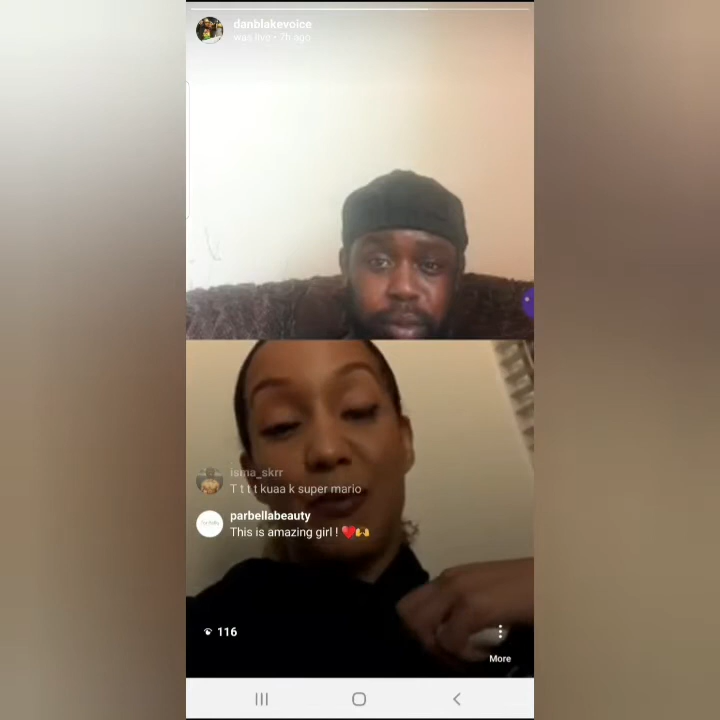 danblakevoice
was live • 7h ago
isma_skrr
T t t t kuaa k super mario
parbellabeauty
This is amazing girl ! ❤️🙌
116
More